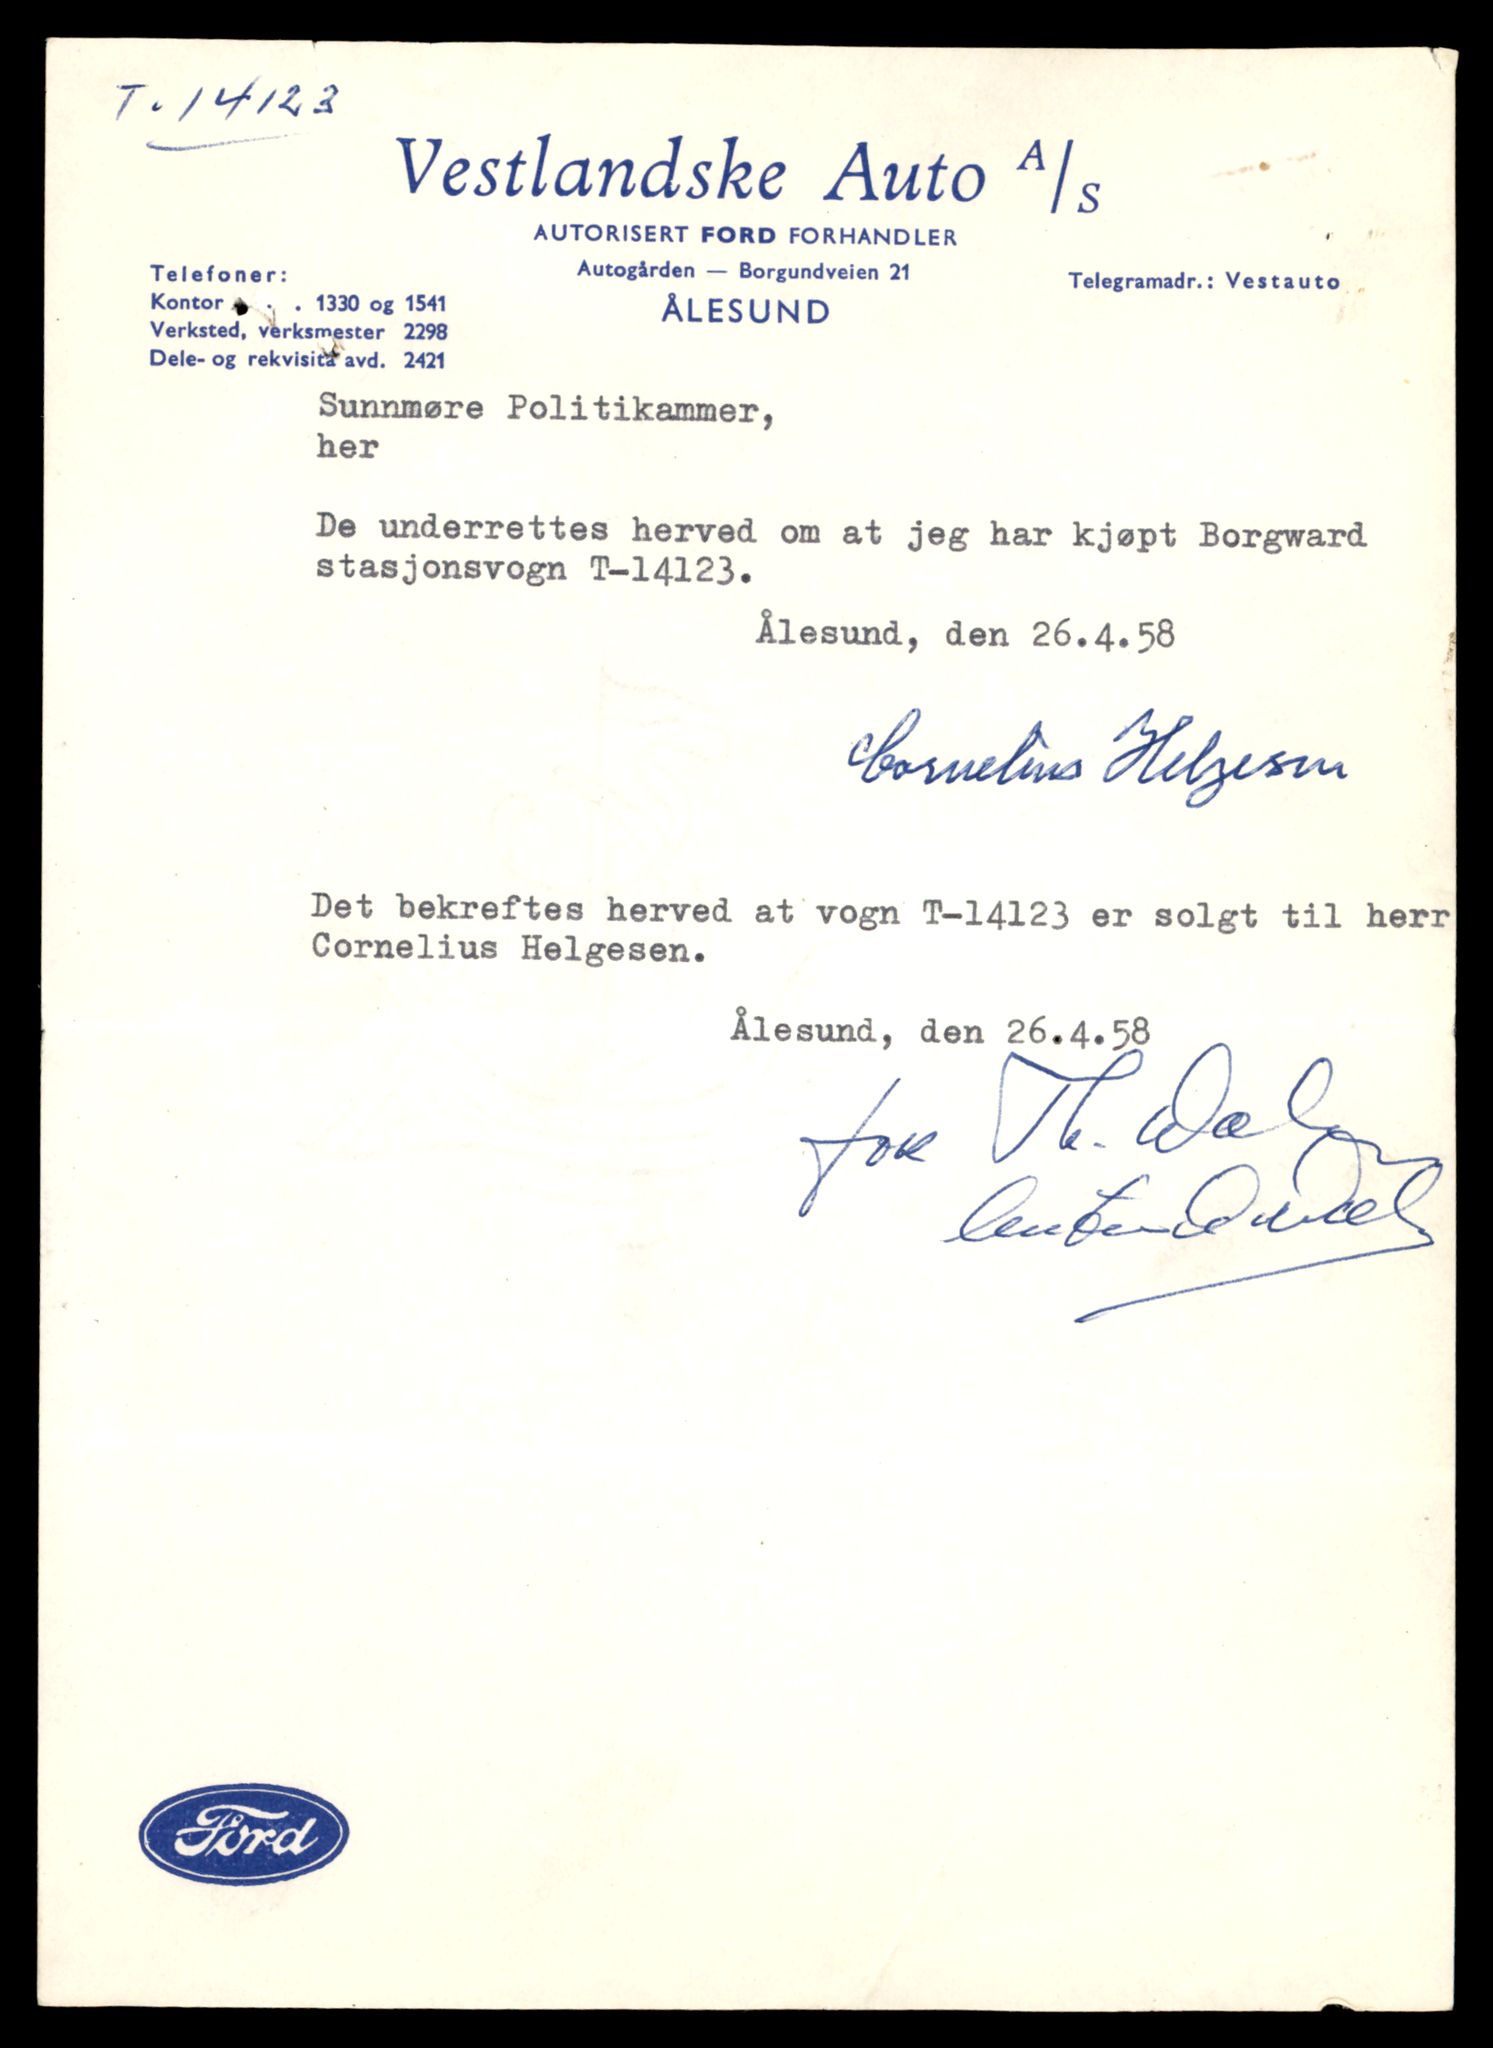 T. 14123
Vestlandske Auto A/S
AUTORISERT FORD FORHANDLER
Autogården — Borgundveien 21
ÅLESUND
Telefoner:
Kontor . . . 1330 og 1541
Verksted, verksmester 2298
Dele- og rekvisita avd. 2421
Telegramadr.: Vestauto
Sunnmøre Politikammer,
her
De underrettes herved om at jeg har kjøpt Borgward
stasjonsvogn T-14123.
Ålesund, den 26.4.58
Cornelius Helgesen
Det bekreftes herved at vogn T-14123 er solgt til herr
Cornelius Helgesen.
Ålesund, den 26.4.58
for Th.
Ford